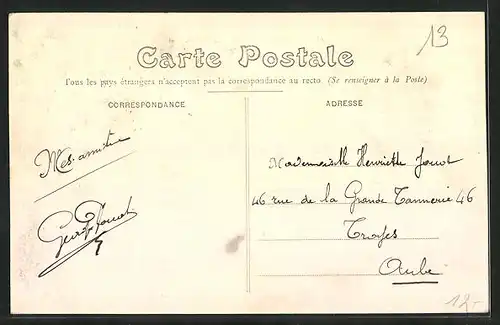 13
Carte Postale
Tous les pays étrangers n'acceptent pas la correspondance au recto (Se renseigner à la Poste)
CORRESPONDANCE
ADRESSE
Mes amitiés
Mademoiselle Henriette
46 rue de la Grande Tannerie 46
Troyes
Aube
12.-